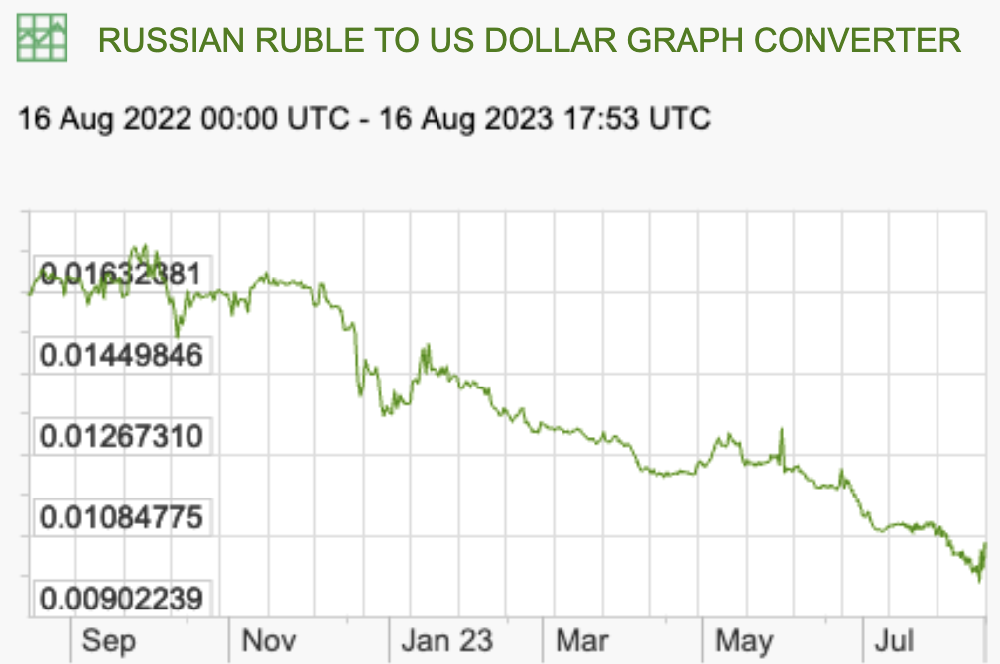 RUSSIAN RUBLE TO US DOLLAR GRAPH CONVERTER
16 Aug 2022 00:00 UTC - 16 Aug 2023 17:53 UTC
0.01632381
0.01449846
0.01267310
0.01084775
0.00902239
Sep Nov Jan 23 Mar May Jul